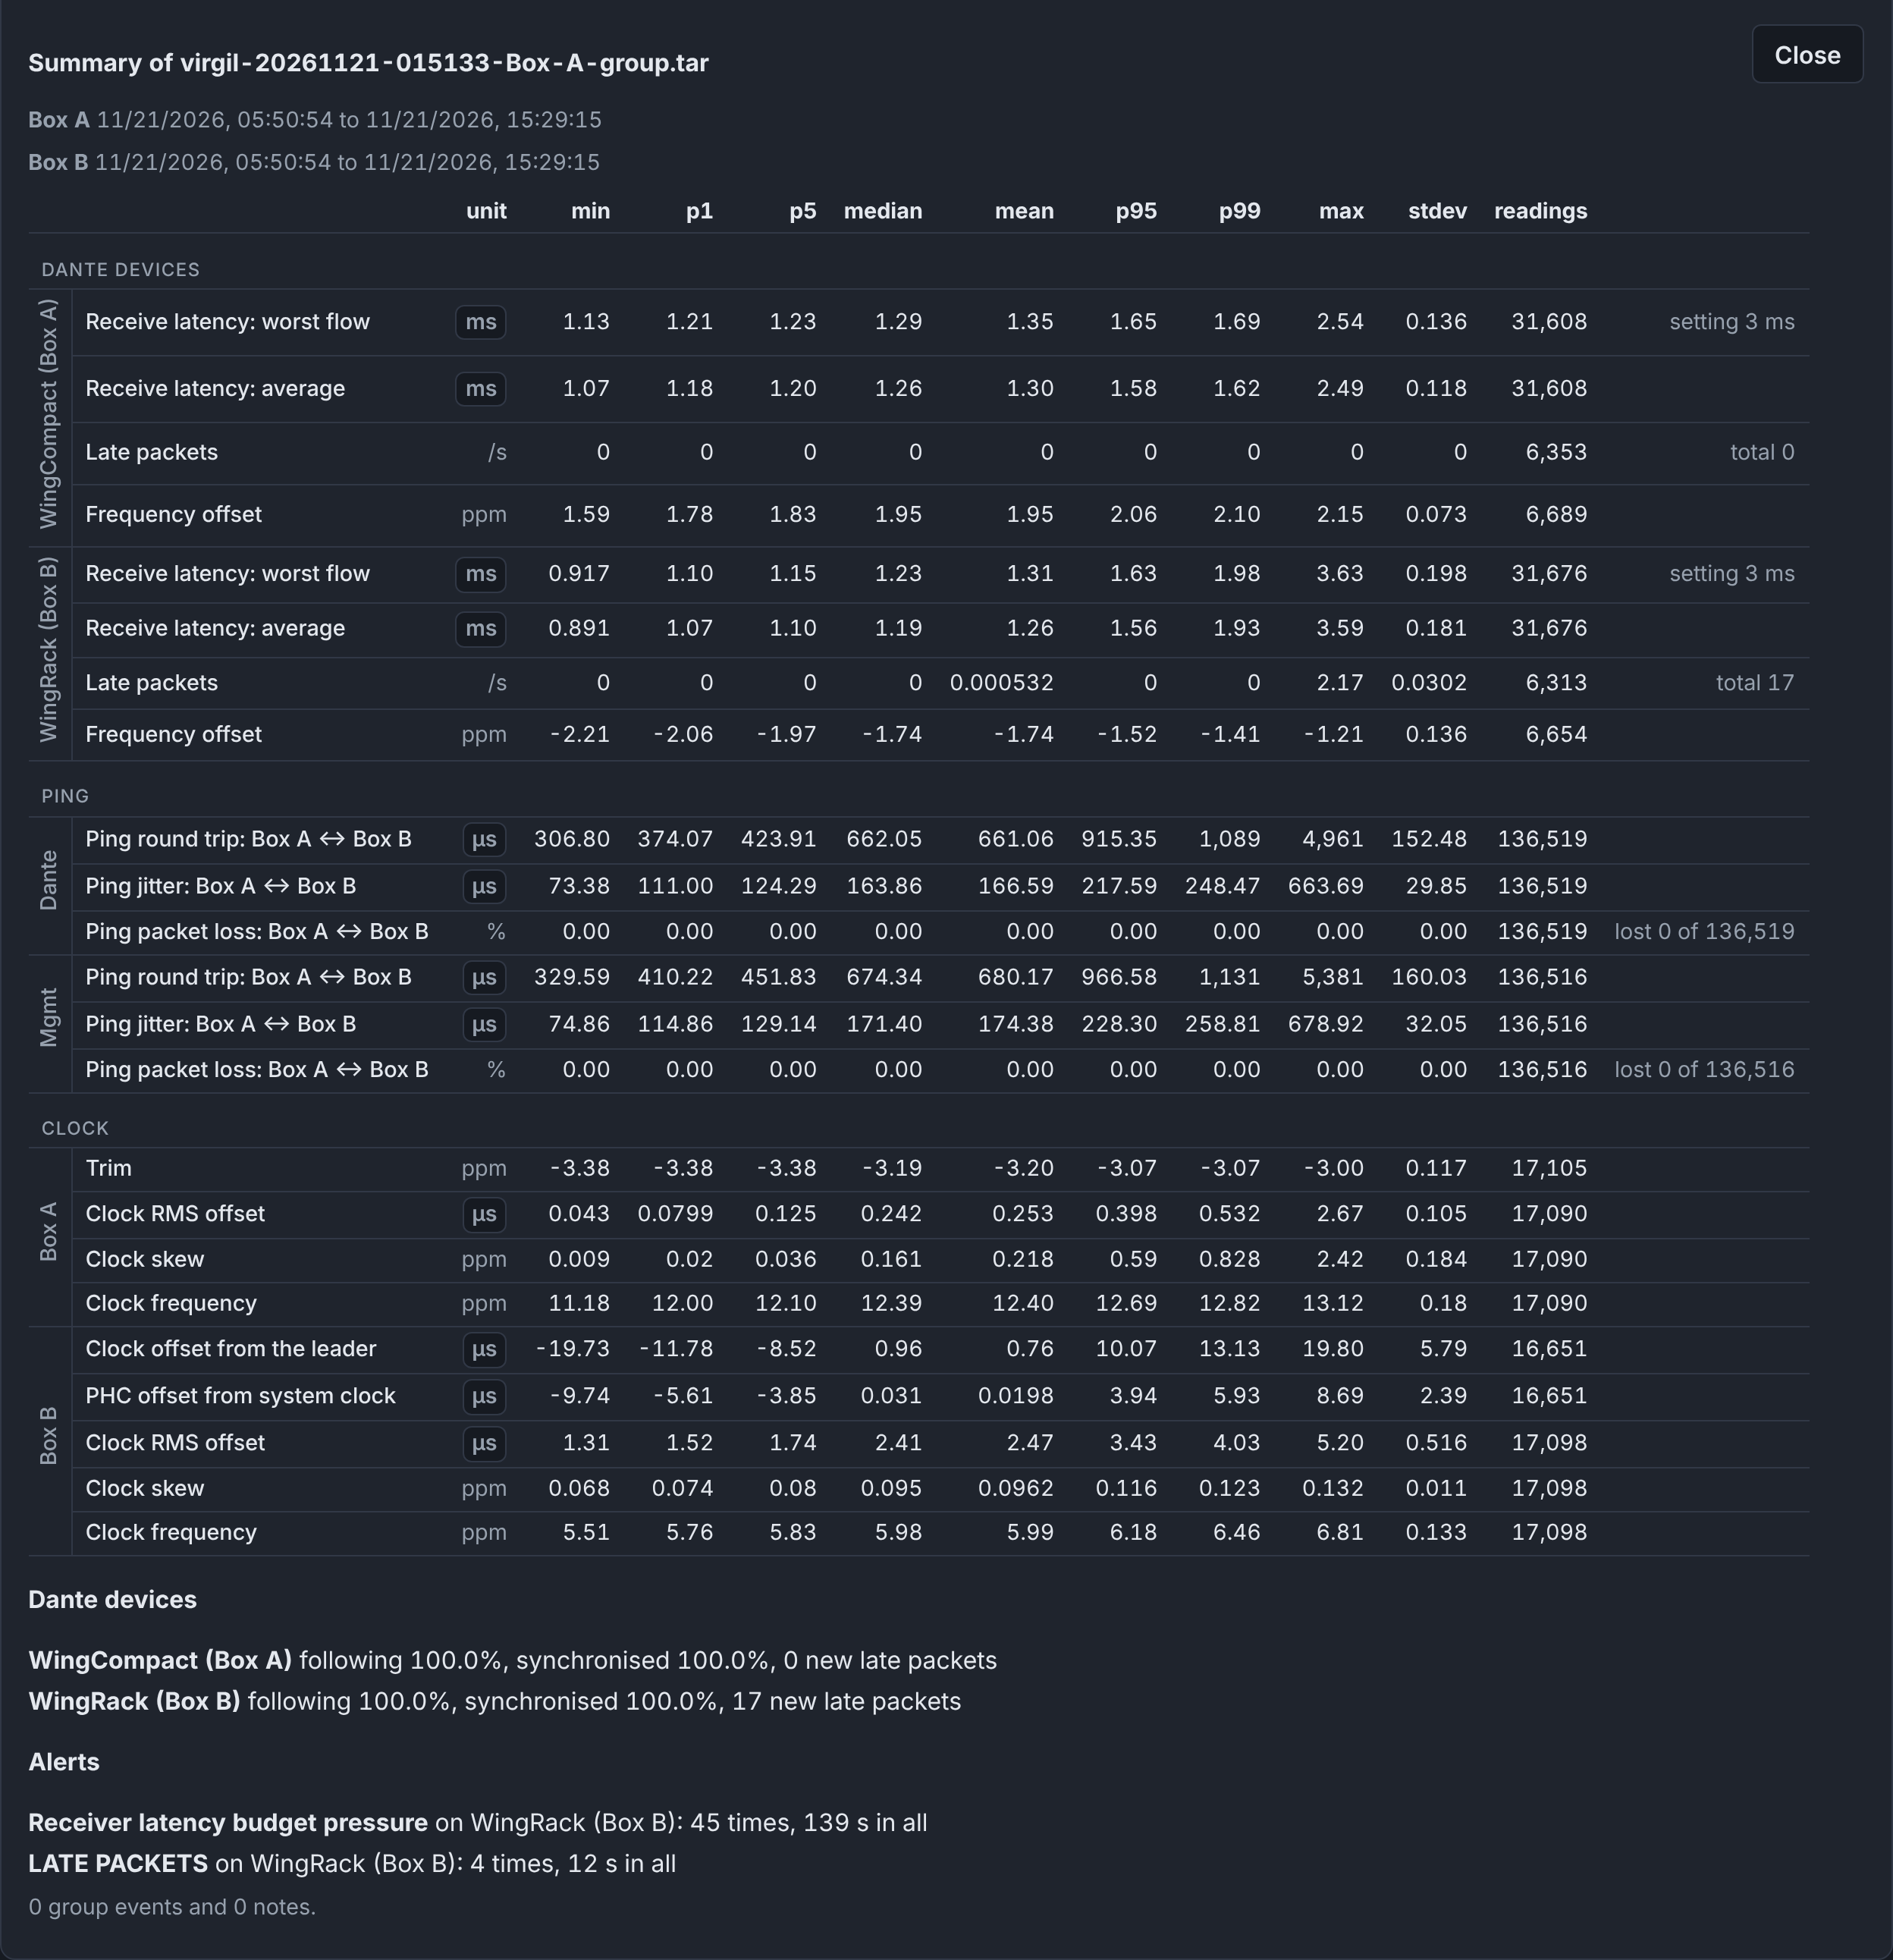 Summary of virgil-20261121-015133-Box-A-group.tar
Close
Box A 11/21/2026, 05:50:54 to 11/21/2026, 15:29:15
Box B 11/21/2026, 05:50:54 to 11/21/2026, 15:29:15
unit min p1 p5 median mean p95 p99 max stdev readings
DANTE DEVICES
WingCompact (Box A)
Receive latency: worst flow ms 1.13 1.21 1.23 1.29 1.35 1.65 1.69 2.54 0.136 31,608 setting 3 ms
Receive latency: average ms 1.07 1.18 1.20 1.26 1.30 1.58 1.62 2.49 0.118 31,608
Late packets /s 0 0 0 0 0 0 0 0 0 6,353 total 0
Frequency offset ppm 1.59 1.78 1.83 1.95 1.95 2.06 2.10 2.15 0.073 6,689
WingRack (Box B)
Receive latency: worst flow ms 0.917 1.10 1.15 1.23 1.31 1.63 1.98 3.63 0.198 31,676 setting 3 ms
Receive latency: average ms 0.891 1.07 1.10 1.19 1.26 1.56 1.93 3.59 0.181 31,676
Late packets /s 0 0 0 0 0.000532 0 0 2.17 0.0302 6,313 total 17
Frequency offset ppm -2.21 -2.06 -1.97 -1.74 -1.74 -1.52 -1.41 -1.21 0.136 6,654
PING
Dante
Ping round trip: Box A ↔ Box B µs 306.80 374.07 423.91 662.05 661.06 915.35 1,089 4,961 152.48 136,519
Ping jitter: Box A ↔ Box B µs 73.38 111.00 124.29 163.86 166.59 217.59 248.47 663.69 29.85 136,519
Ping packet loss: Box A ↔ Box B % 0.00 0.00 0.00 0.00 0.00 0.00 0.00 0.00 0.00 136,519 lost 0 of 136,519
Mgmt
Ping round trip: Box A ↔ Box B µs 329.59 410.22 451.83 674.34 680.17 966.58 1,131 5,381 160.03 136,516
Ping jitter: Box A ↔ Box B µs 74.86 114.86 129.14 171.40 174.38 228.30 258.81 678.92 32.05 136,516
Ping packet loss: Box A ↔ Box B % 0.00 0.00 0.00 0.00 0.00 0.00 0.00 0.00 0.00 136,516 lost 0 of 136,516
CLOCK
Box A
Trim ppm -3.38 -3.38 -3.38 -3.19 -3.20 -3.07 -3.07 -3.00 0.117 17,105
Clock RMS offset µs 0.043 0.0799 0.125 0.242 0.253 0.398 0.532 2.67 0.105 17,090
Clock skew ppm 0.009 0.02 0.036 0.161 0.218 0.59 0.828 2.42 0.184 17,090
Clock frequency ppm 11.18 12.00 12.10 12.39 12.40 12.69 12.82 13.12 0.18 17,090
Box B
Clock offset from the leader µs -19.73 -11.78 -8.52 0.96 0.76 10.07 13.13 19.80 5.79 16,651
PHC offset from system clock µs -9.74 -5.61 -3.85 0.031 0.0198 3.94 5.93 8.69 2.39 16,651
Clock RMS offset µs 1.31 1.52 1.74 2.41 2.47 3.43 4.03 5.20 0.516 17,098
Clock skew ppm 0.068 0.074 0.08 0.095 0.0962 0.116 0.123 0.132 0.011 17,098
Clock frequency ppm 5.51 5.76 5.83 5.98 5.99 6.18 6.46 6.81 0.133 17,098
Dante devices
WingCompact (Box A) following 100.0%, synchronised 100.0%, 0 new late packets
WingRack (Box B) following 100.0%, synchronised 100.0%, 17 new late packets
Alerts
Receiver latency budget pressure on WingRack (Box B): 45 times, 139 s in all
LATE PACKETS on WingRack (Box B): 4 times, 12 s in all
0 group events and 0 notes.